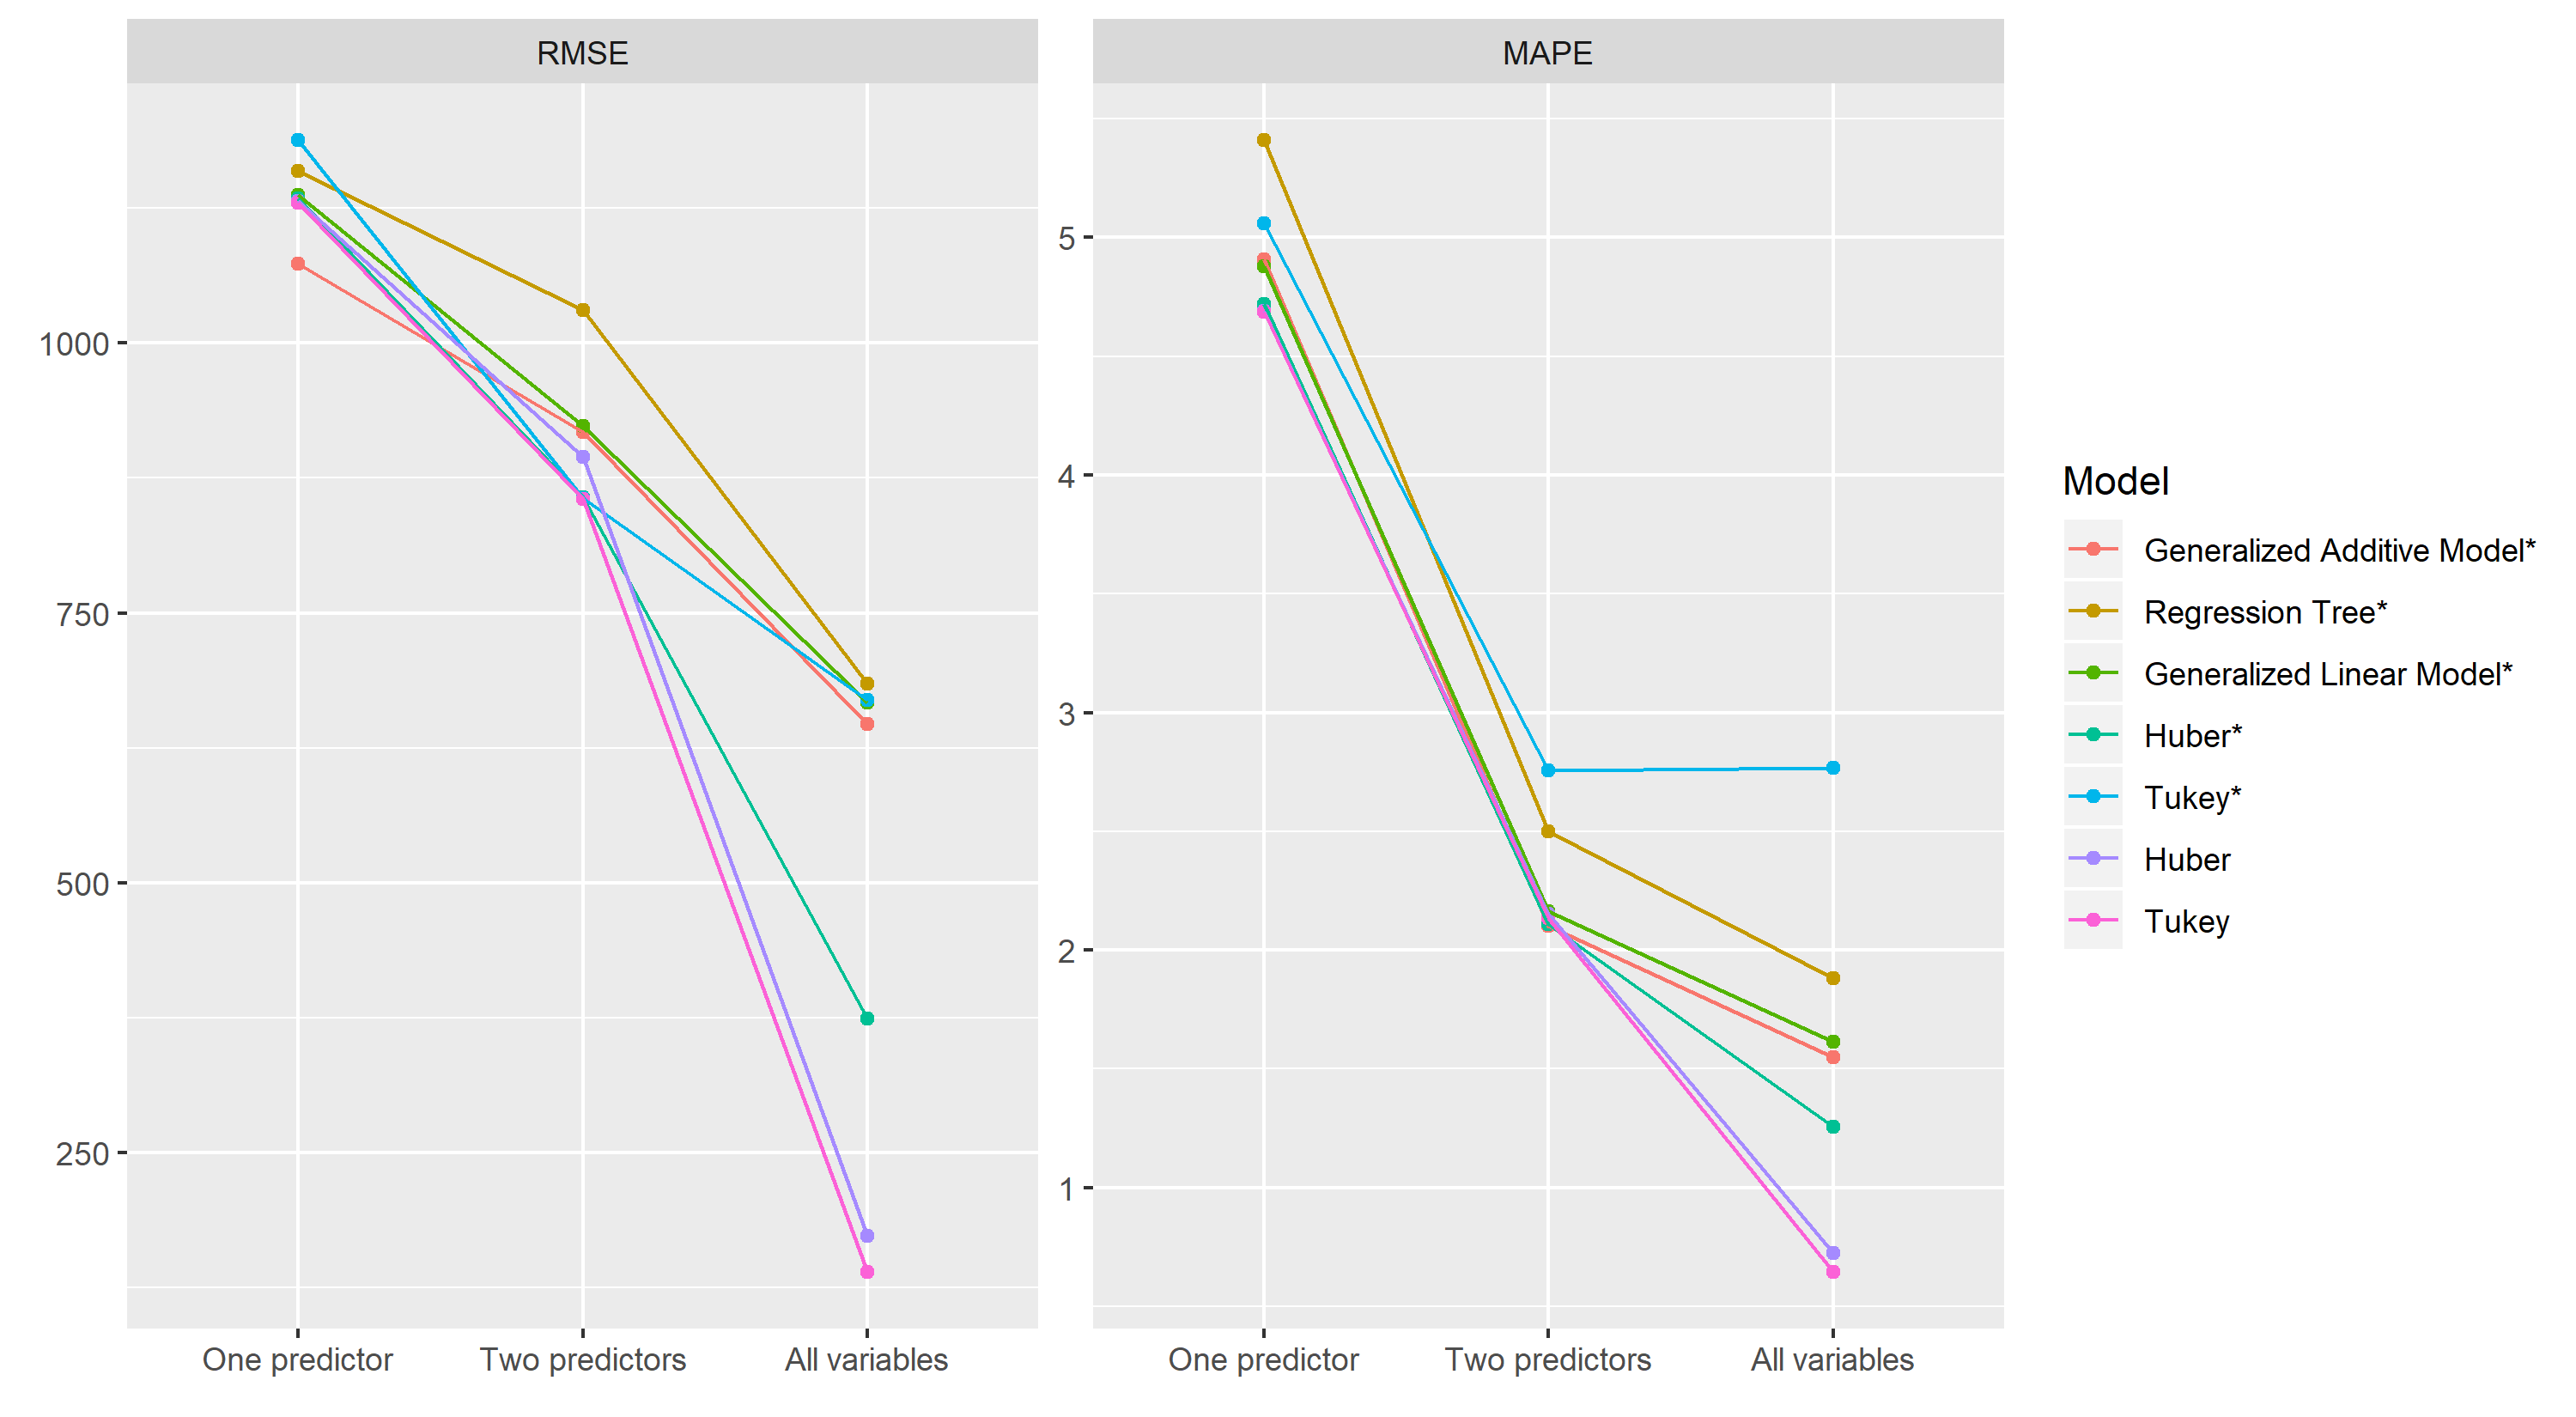 RMSE
MAPE
1000
750
500
250
5
4
3
2
1
One predictor
Two predictors
All variables
One predictor
Two predictors
All variables
Model
Generalized Additive Model*
Regression Tree*
Generalized Linear Model*
Huber*
Tukey*
Huber
Tukey